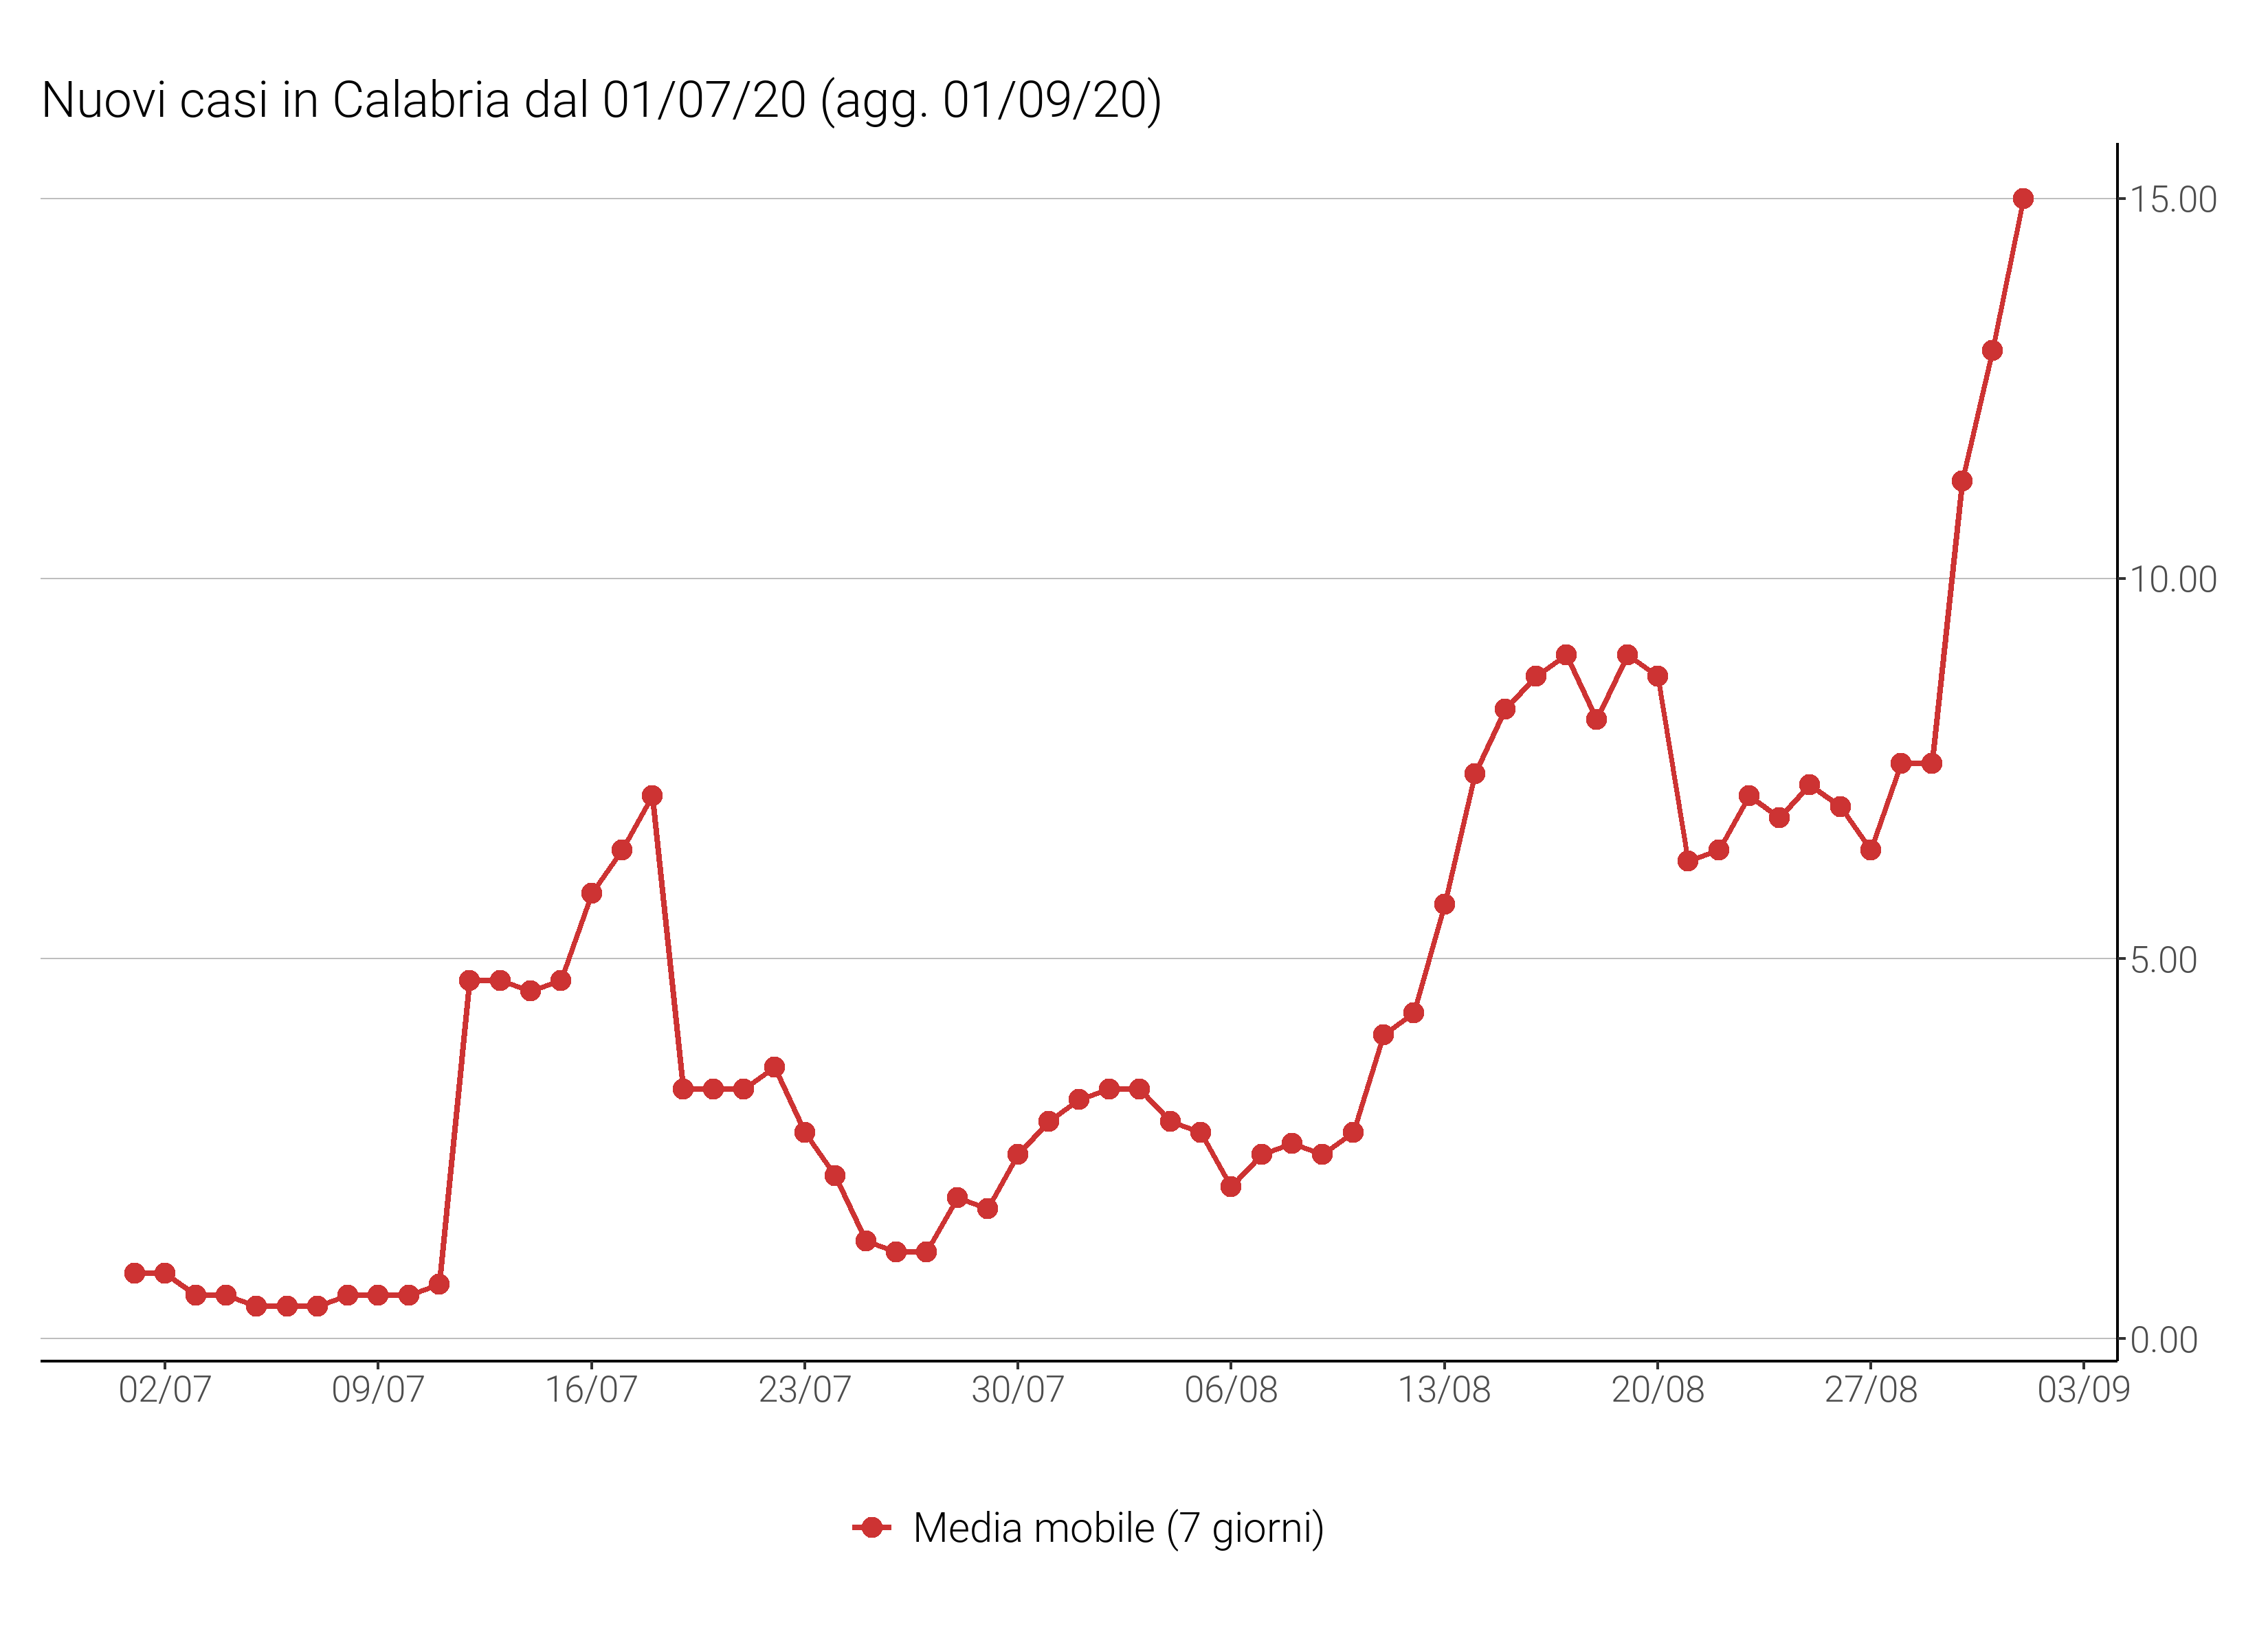 Nuovi casi in Calabria dal 01/07/20 (agg. 01/09/20)
15.00
10.00
5.00
0.00
02/07 09/07 16/07 23/07 30/07 06/08 13/08 20/08 27/08 03/09
Media mobile (7 giorni)